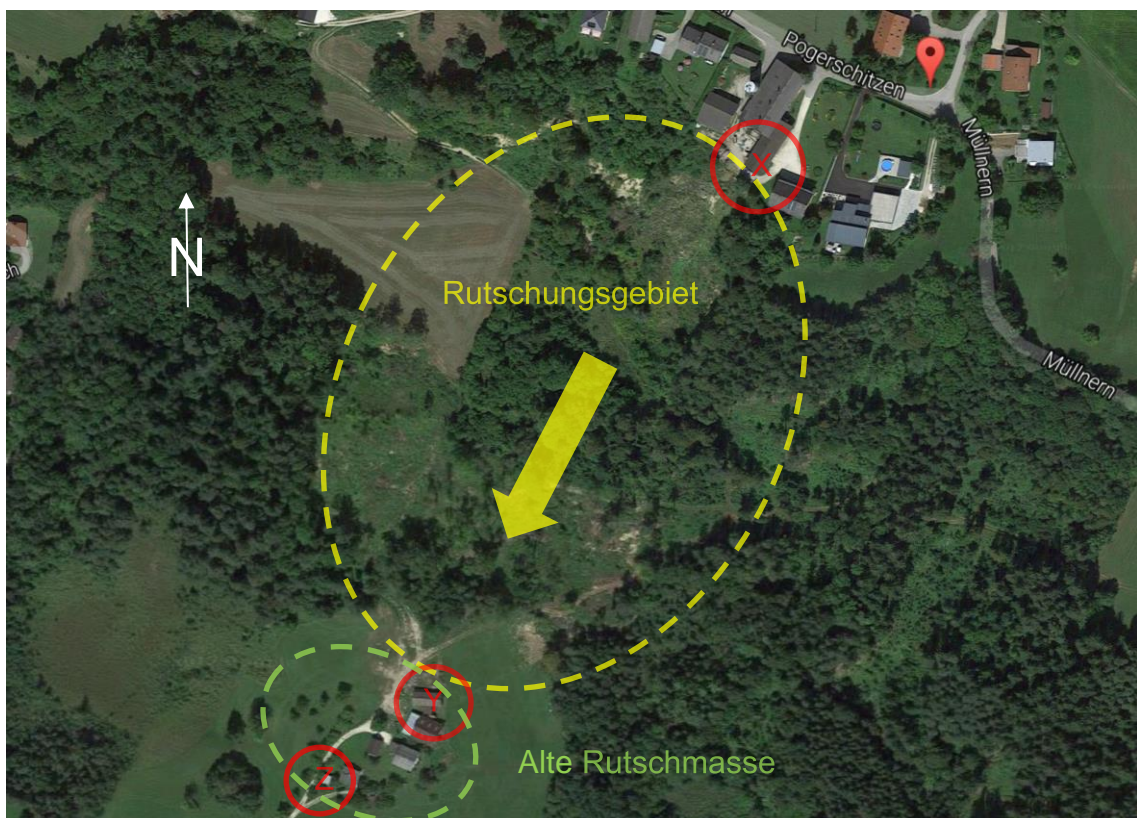 Pogerschitzen
X
Müllnern
N
Rutschungsgebiet
Müllnern
Y
Alte Rutschmasse
Z